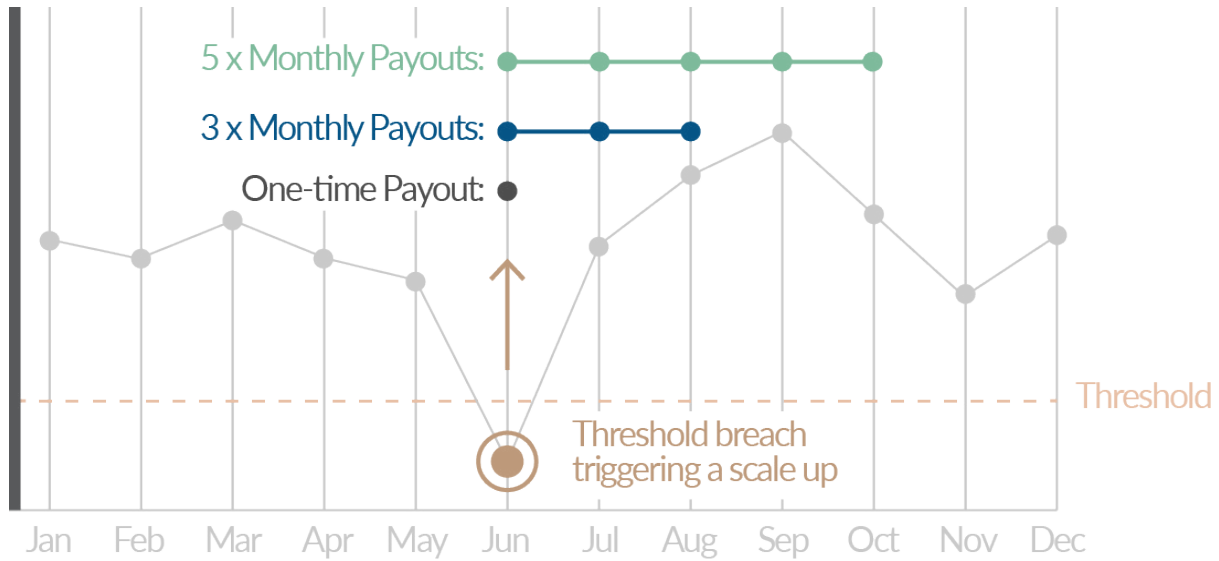 5 x Monthly Payouts:
3 x Monthly Payouts:
One-time Payout:
Threshold
Threshold breach
triggering a scale up
Jan Feb Mar Apr May Jun Jul Aug Sep Oct Nov Dec